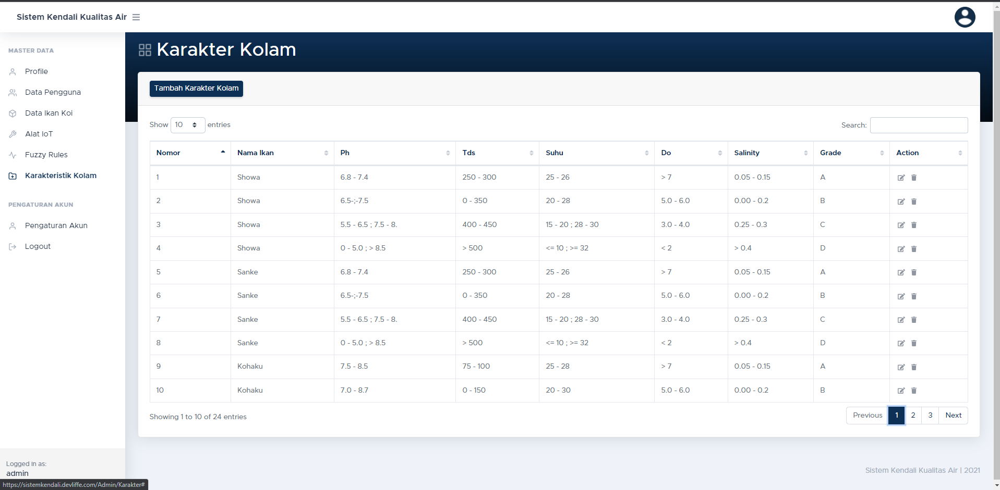 Sistem Kendali Kualitas Air
MASTER DATA
Profile
Data Pengguna
Data Ikan Koi
Alat IoT
Fuzzy Rules
Karakteristik Kolam
PENGATURAN AKUN
Pengaturan Akun
Logout
Logged in as:
admin
https://sistemkendali.devliffe.com/Admin/Karakter#
Karakter Kolam
Tambah Karakter Kolam
Show 10 entries
Search:
Nomor Nama Ikan Ph Tds Suhu Do Salinity Grade Action
1 Showa 6.8 - 7.4 250 - 300 25 - 26 > 7 0.05 - 0.15 A
2 Showa 6.5-;-7.5 0 - 350 20 - 28 5.0 - 6.0 0.00 - 0.2 B
3 Showa 5.5 - 6.5 ; 7.5 - 8. 400 - 450 15 - 20 ; 28 - 30 3.0 - 4.0 0.25 - 0.3 C
4 Showa 0 - 5.0 ; > 8.5 > 500 <= 10 ; >= 32 < 2 > 0.4 D
5 Sanke 6.8 - 7.4 250 - 300 25 - 26 > 7 0.05 - 0.15 A
6 Sanke 6.5-;-7.5 0 - 350 20 - 28 5.0 - 6.0 0.00 - 0.2 B
7 Sanke 5.5 - 6.5 ; 7.5 - 8. 400 - 450 15 - 20 ; 28 - 30 3.0 - 4.0 0.25 - 0.3 C
8 Sanke 0 - 5.0 ; > 8.5 > 500 <= 10 ; >= 32 < 2 > 0.4 D
9 Kohaku 7.5 - 8.5 75 - 100 25 - 28 > 7 0.05 - 0.15 A
10 Kohaku 7.0 - 8.7 0 - 150 20 - 30 5.0 - 6.0 0.00 - 0.2 B
Showing 1 to 10 of 24 entries
Previous 1 2 3 Next
Sistem Kendali Kualitas Air | 2021